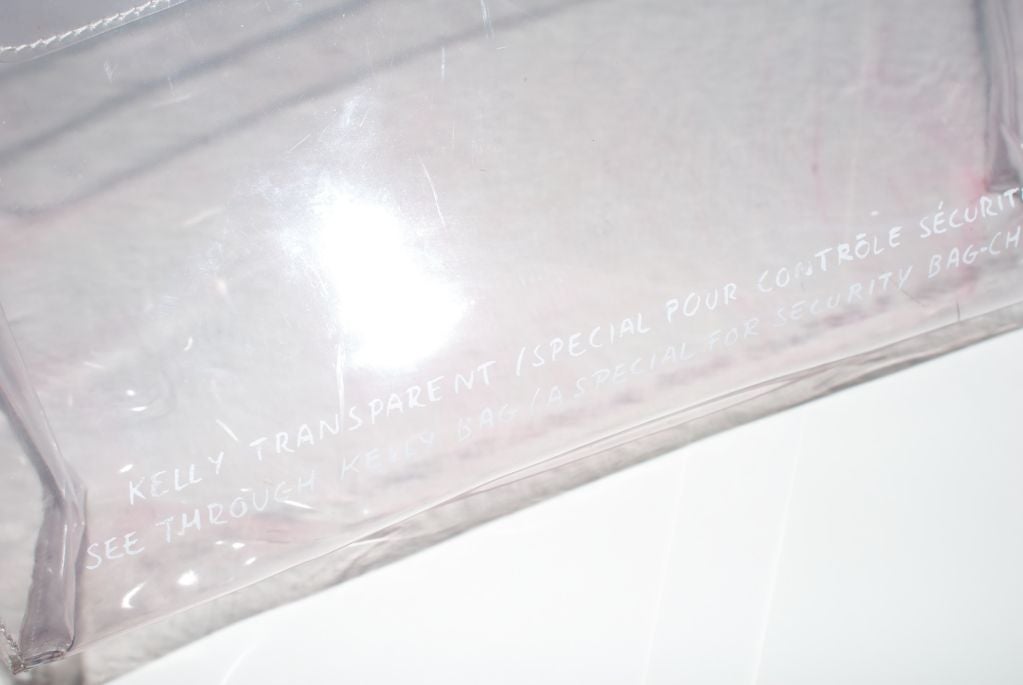 KELLY TRANSPARENT / SPECIAL POUR CONTRÔLE SÉCURIT
SEE THROUGH KELLY BAG / A SPECIAL FOR SECURITY BAG-CH